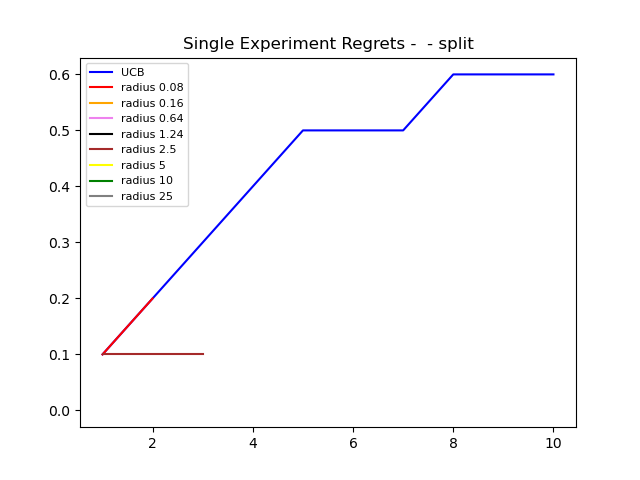 Single Experiment Regrets -  - split
UCB
radius 0.08
radius 0.16
radius 0.64
radius 1.24
radius 2.5
radius 5
radius 10
radius 25
0.6
0.5
0.4
0.3
0.2
0.1
0.0
2 4 6 8 10